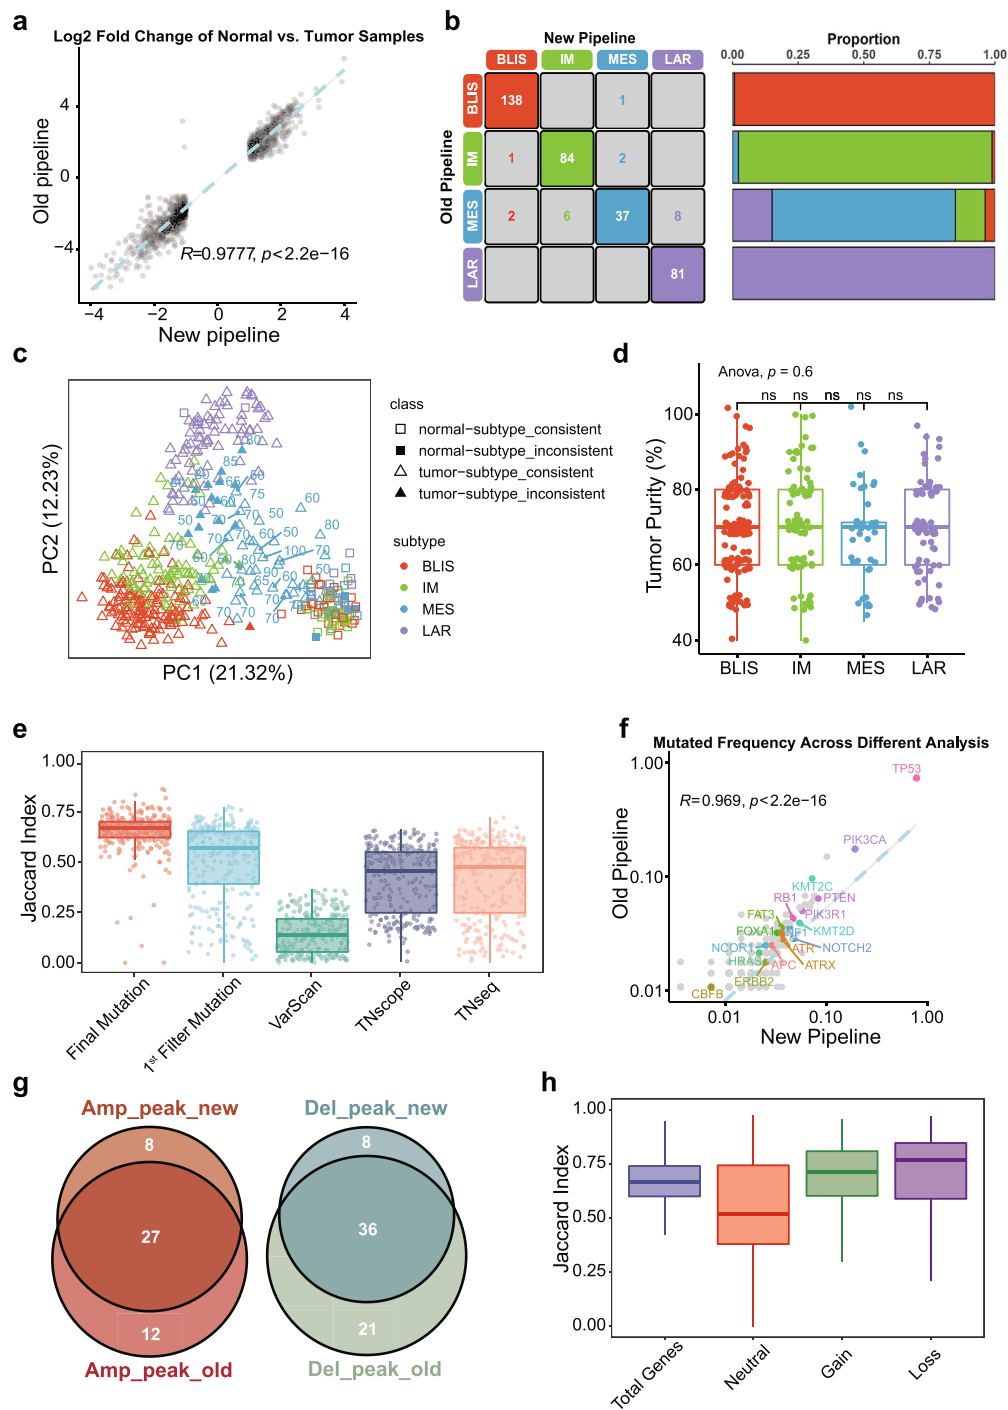 a
Log2 Fold Change of Normal vs. Tumor Samples
Old pipeline
4
0
−4
R=0.9777, p<2.2e−16
−4
−2
0
2
4
New pipeline
b
New Pipeline
BLIS
IM
MES
LAR
Old Pipeline
BLIS
138
1
IM
1
84
2
MES
2
6
37
8
LAR
81
Proportion
0.00
0.25
0.50
0.75
1.00
c
PC2 (12.23%)
PC1 (21.32%)
class
normal−subtype_consistent
normal−subtype_inconsistent
tumor−subtype_consistent
tumor−subtype_inconsistent
subtype
BLIS
IM
MES
LAR
d
Anova, p = 0.6
ns
ns
ns
ns
Tumor Purity (%)
100
80
60
40
BLIS
IM
MES
LAR
e
Jaccard Index
1.00
0.75
0.50
0.25
0.00
Final Mutation
1st Filter Mutation
VarScan
TNscope
TNseq
f
Mutated Frequency Across Different Analysis
Old Pipeline
1.00
0.10
0.01
R=0.969, p<2.2e−16
TP53
PIK3CA
KMT2C
RB1
PTEN
FAT3
PIK3R1
FOXA1
NF1
KMT2D
NCOR1
ATR
NOTCH2
HRAS
APC
ATRX
ERBB2
CBFB
0.01
0.10
1.00
New Pipeline
g
Amp_peak_new
8
27
12
Amp_peak_old
Del_peak_new
8
36
21
Del_peak_old
h
Jaccard Index
1.00
0.75
0.50
0.25
0.00
Total Genes
Neutral
Gain
Loss